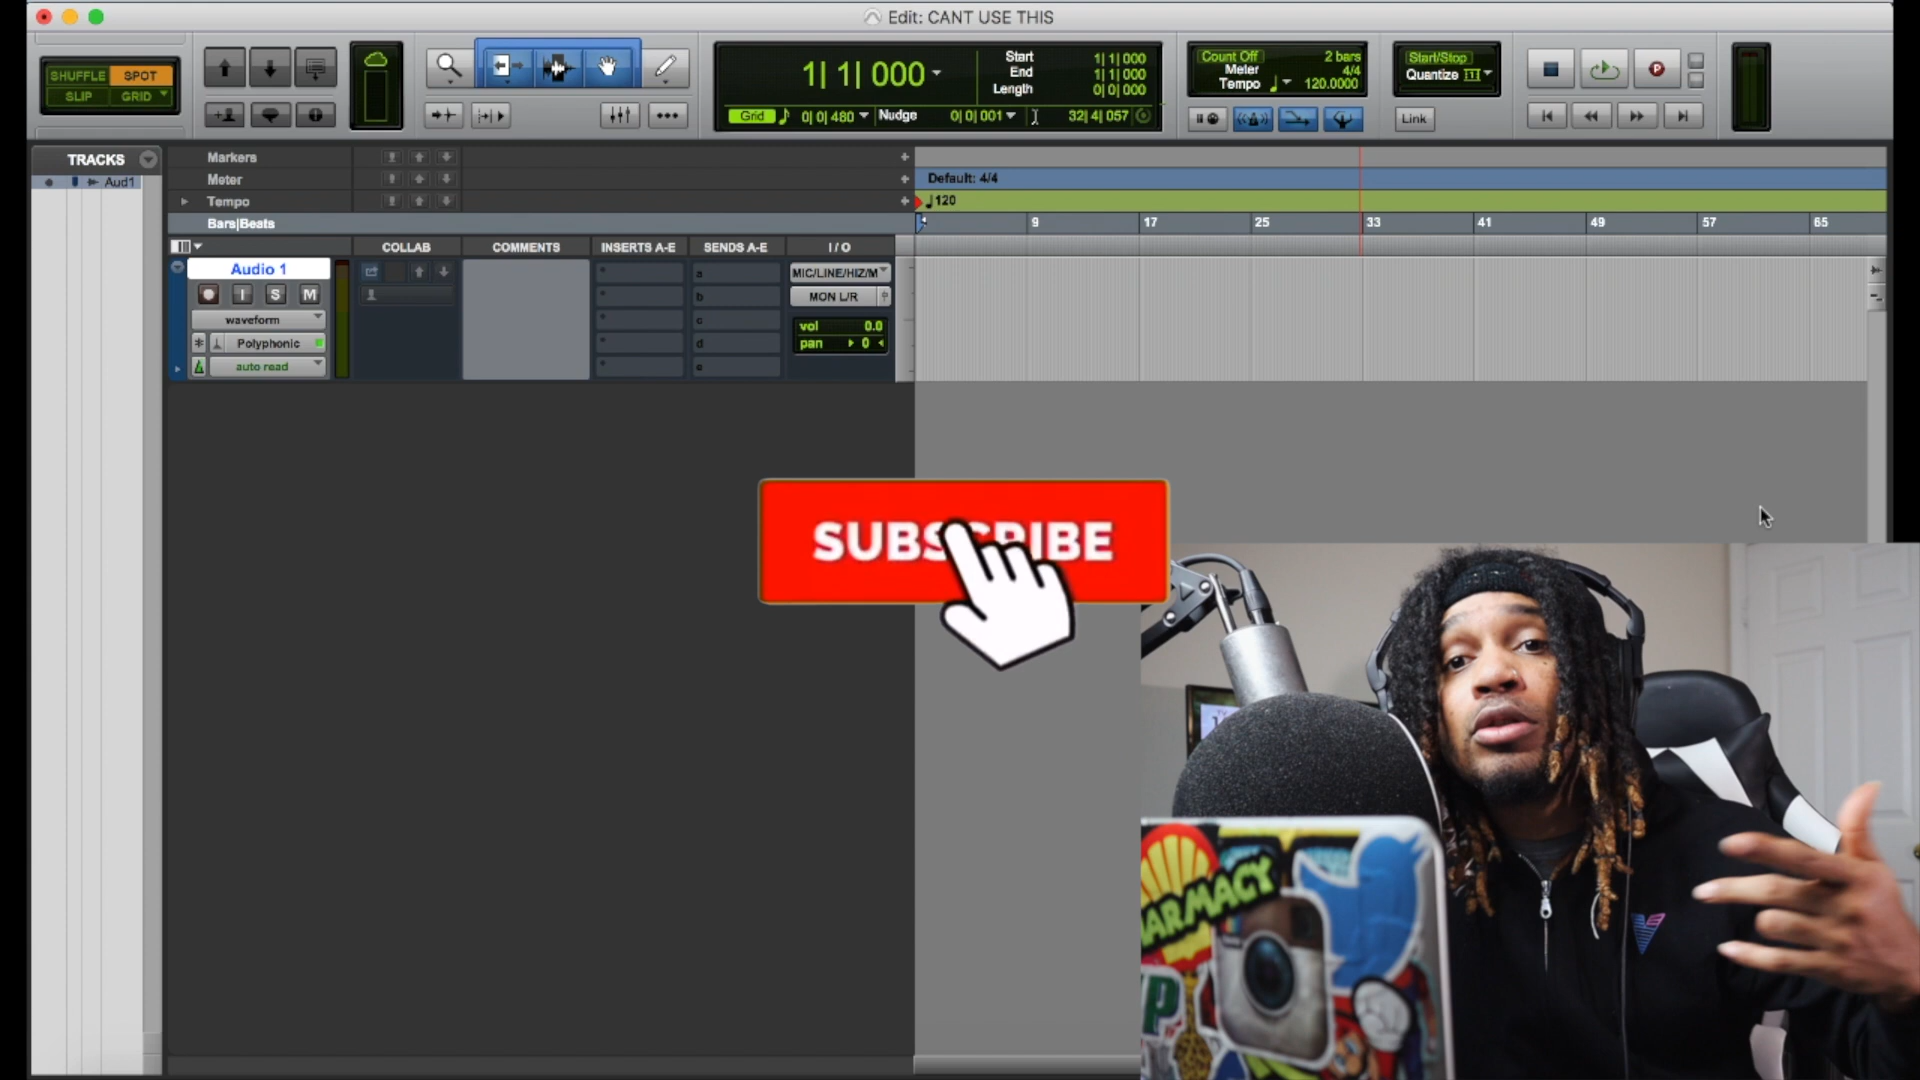 Edit: CANT USE THIS
SHUFFLE SPOT
SLIP GRID
1| 1| 000
Start 1| 1| 000
End 1| 1| 000
Length 0| 0| 000
Grid 0| 0| 480 Nudge 0| 0| 001 32| 4| 057
Count Off 2 bars
Meter 4/4
Tempo 120.0000
Start/Stop
Quantize
Link
TRACKS
Aud1
Markers
Meter
Tempo
Bars|Beats
Default: 4/4
120
9 17 25 33 41 49 57 65
COLLAB COMMENTS INSERTS A-E SENDS A-E I / O
Audio 1
I S M
waveform
Polyphonic
auto read
a
b
c
d
e
MIC/LINE/HIZ/M
MON L/R
vol 0.0
pan 0
SUBSCRIBE
ARMACY